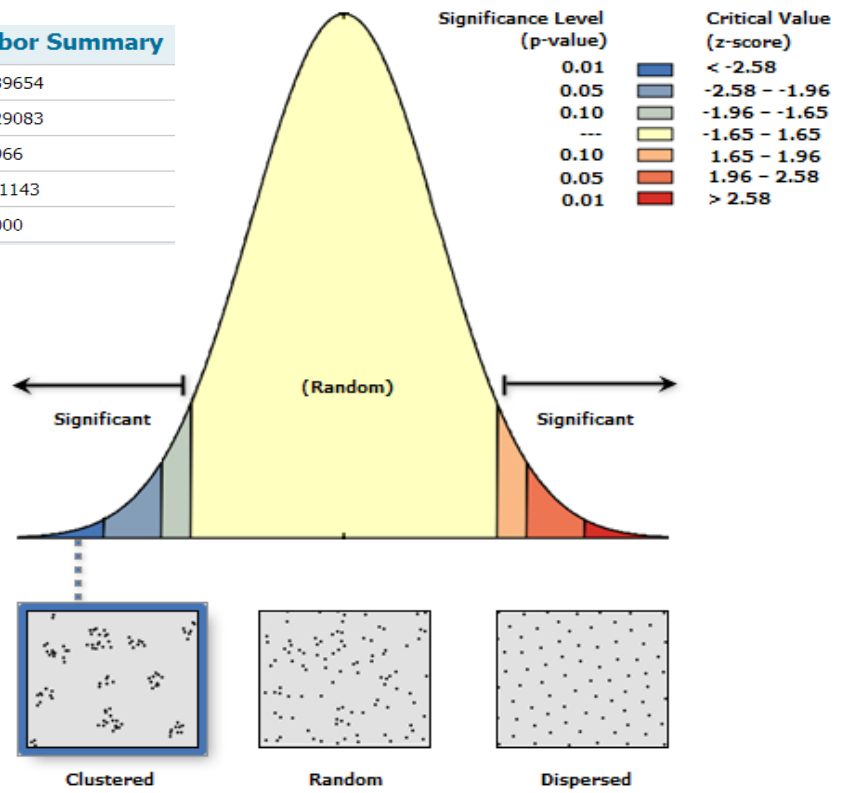 bor Summary
9654
29083
066
1143
000
Significance Level
(p-value)
Critical Value
(z-score)
0.01 < -2.58
0.05 -2.58 – -1.96
0.10 -1.96 – -1.65
--- -1.65 – 1.65
0.10 1.65 – 1.96
0.05 1.96 – 2.58
0.01 > 2.58
(Random)
Significant
Significant
Clustered
Random
Dispersed